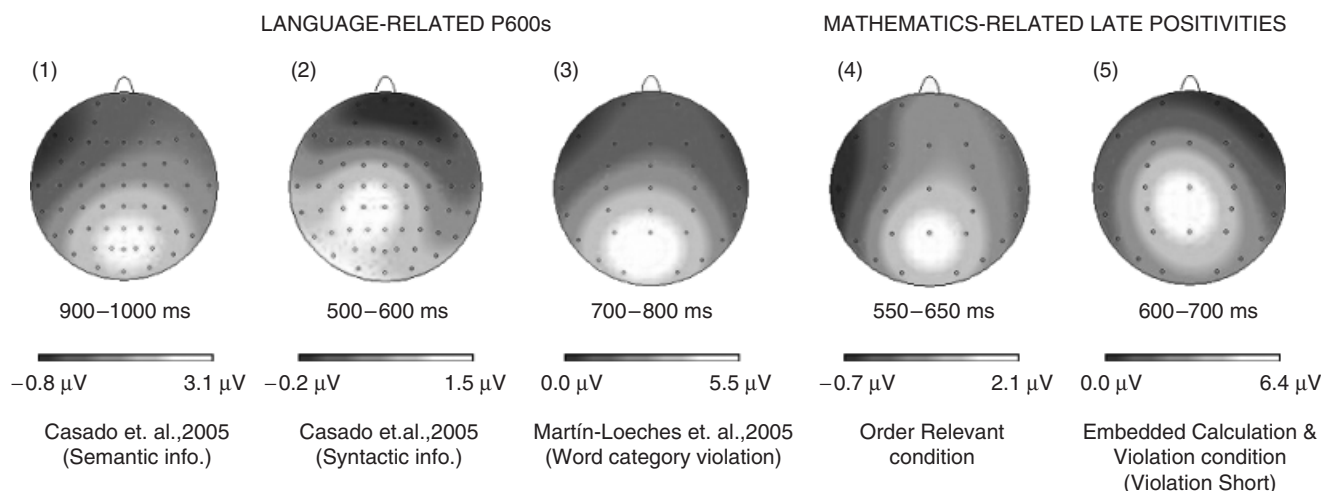 LANGUAGE-RELATED P600s
MATHEMATICS-RELATED LATE POSITIVITIES
(1)
(2)
(3)
(4)
(5)
900–1000 ms
500–600 ms
700–800 ms
550–650 ms
600–700 ms
−0.8 μV
3.1 μV
−0.2 μV
1.5 μV
0.0 μV
5.5 μV
−0.7 μV
2.1 μV
0.0 μV
6.4 μV
Casado et. al.,2005
(Semantic info.)
Casado et.al.,2005
(Syntactic info.)
Martín-Loeches et. al.,2005
(Word category violation)
Order Relevant
condition
Embedded Calculation &
Violation condition
(Violation Short)